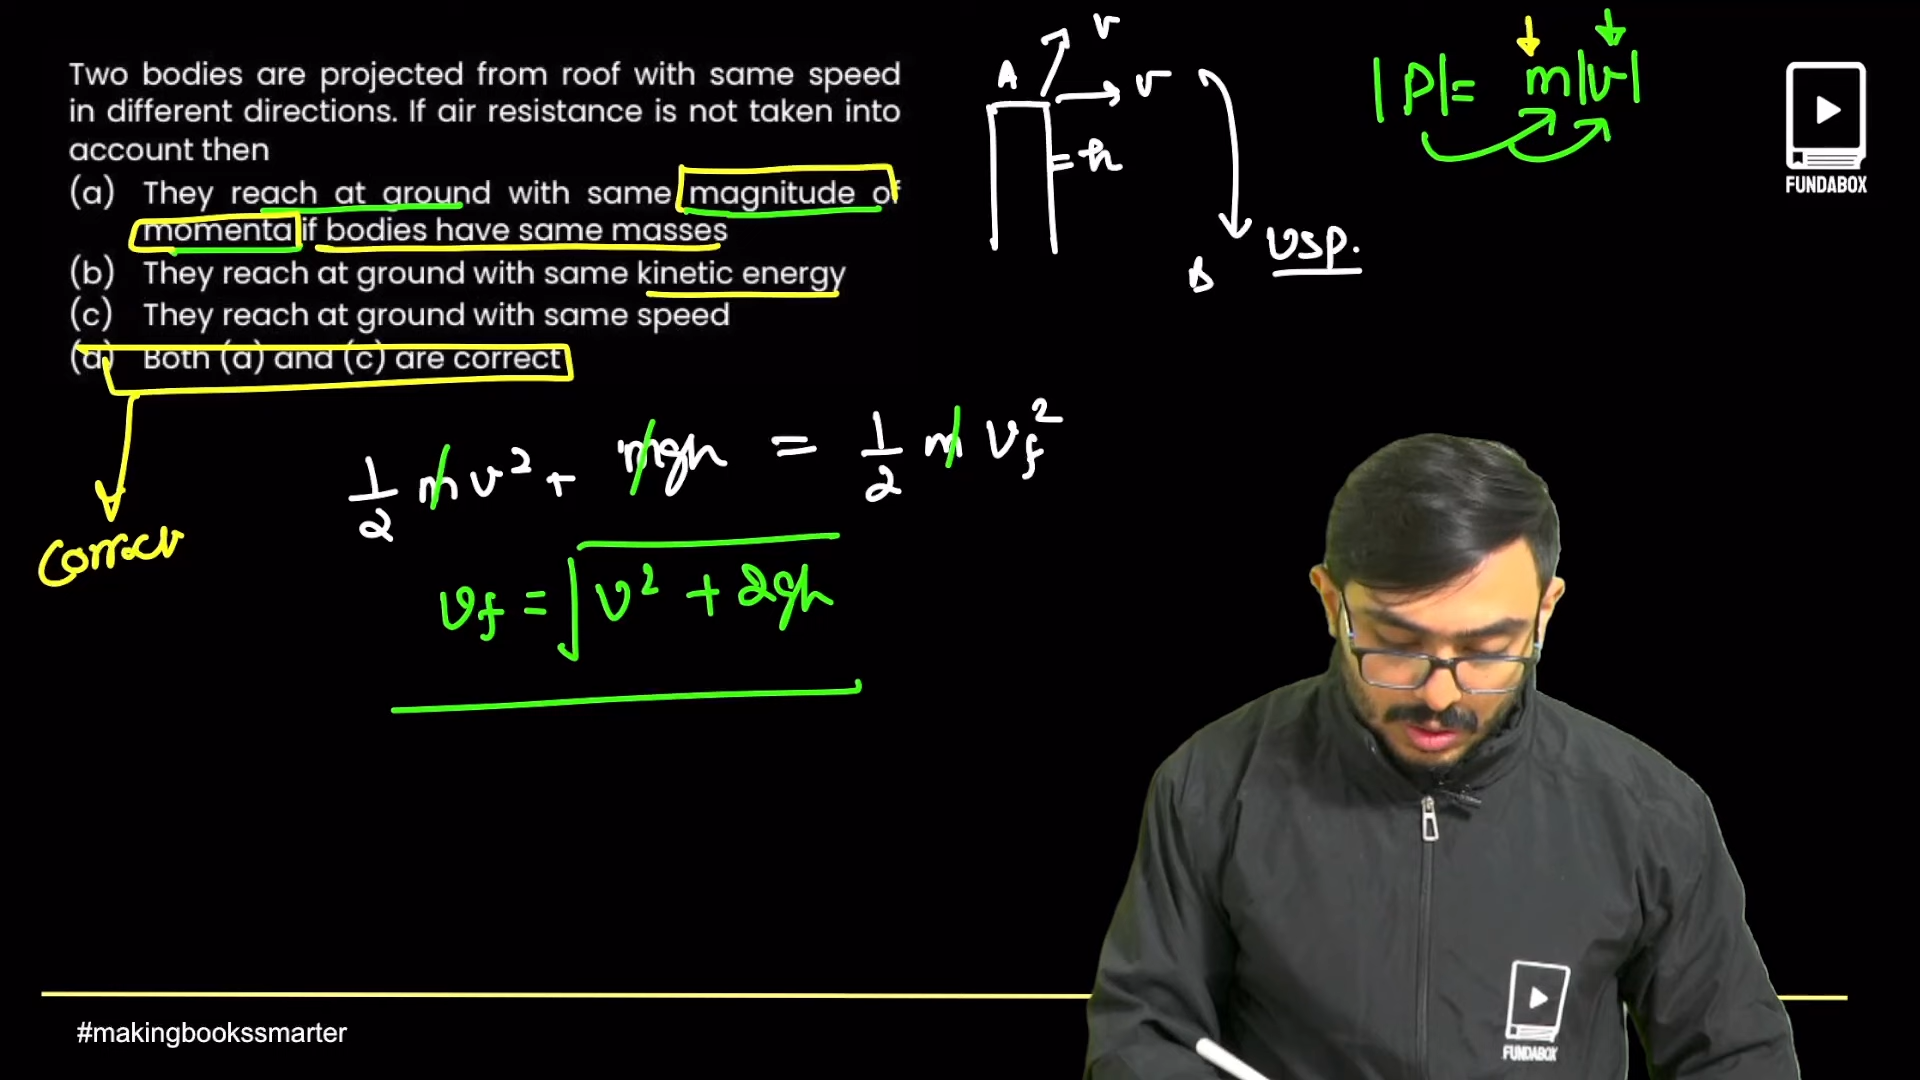 Two bodies are projected from roof with same speed
in different directions. If air resistance is not taken into
account then
(a) They reach at ground with same magnitude of
momenta if bodies have same masses
(b) They reach at ground with same kinetic energy
(c) They reach at ground with same speed
(d) Both (a) and (c) are correct
Correct
A
v
v
h
B
usp.
|P| = m|v|
1/2 mv² + mgh = 1/2 m v_f²
v_f = √(v² + 2gh)
FUNDABOX
FUNDABOX
#makingbookssmarter